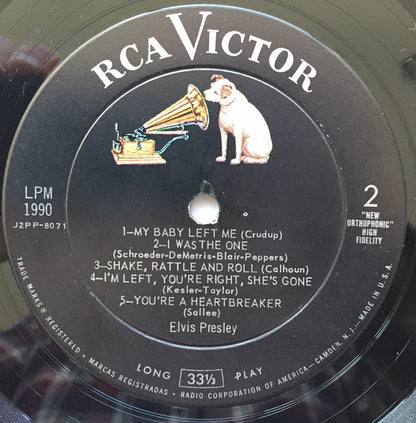 RCA VICTOR
LPM
1990
J2PP-8071
2
"NEW
ORTHOPHONIC"
HIGH
FIDELITY
1—MY BABY LEFT ME (Crudup)
2—I WAS THE ONE
(Schroeder-DeMetris-Blair-Peppers)
3—SHAKE, RATTLE AND ROLL (Calhoun)
4—I'M LEFT, YOU'RE RIGHT, SHE'S GONE
(Kesler-Taylor)
5—YOU'RE A HEARTBREAKER
(Sallee)
Elvis Presley
LONG 33⅓ PLAY
TRADE MARKS ® REGISTERED • MARCAS REGISTRADAS • RADIO CORPORATION OF AMERICA—CAMDEN, N. J.—MADE IN U. S. A.